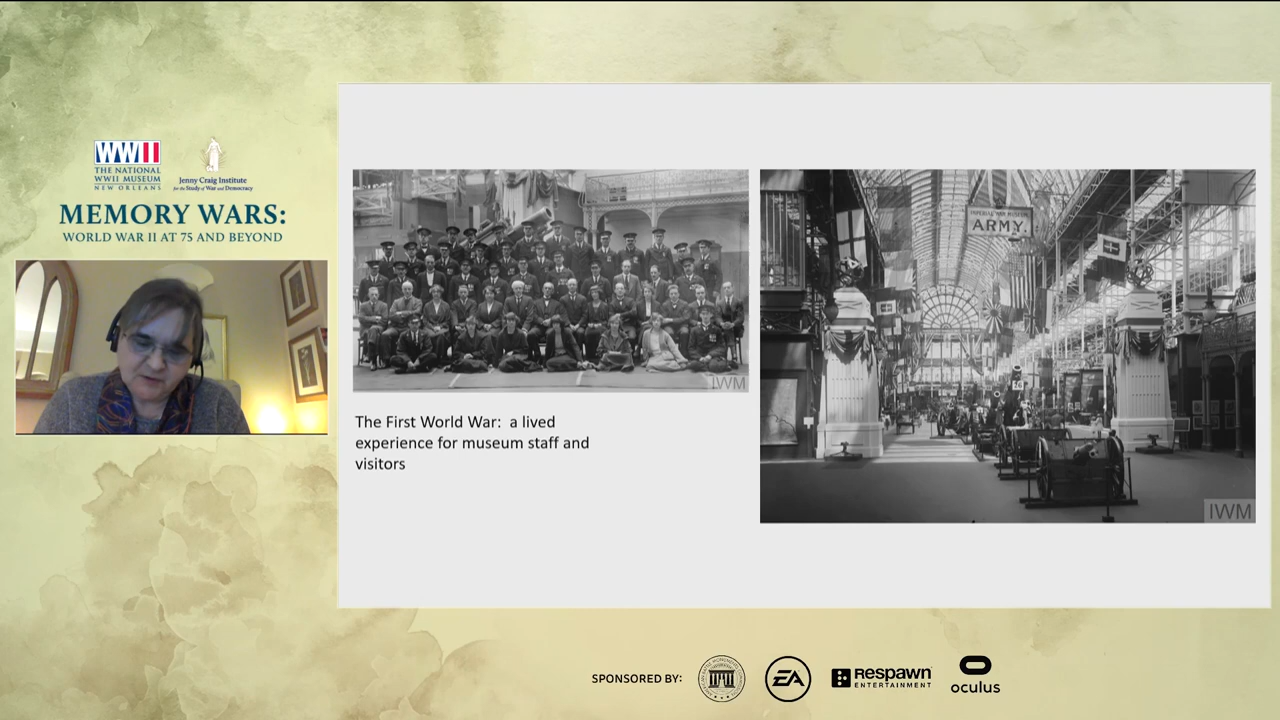 WWII
THE NATIONAL
WWII MUSEUM
NEW ORLEANS
Jenny Craig Institute
for the Study of War and Democracy
MEMORY WARS:
WORLD WAR II AT 75 AND BEYOND
IWM
The First World War: a lived
experience for museum staff and
visitors
IMPERIAL WAR MUSEUM
ARMY.
IWM
SPONSORED BY:
EA
RESPAWN
ENTERTAINMENT
oculus